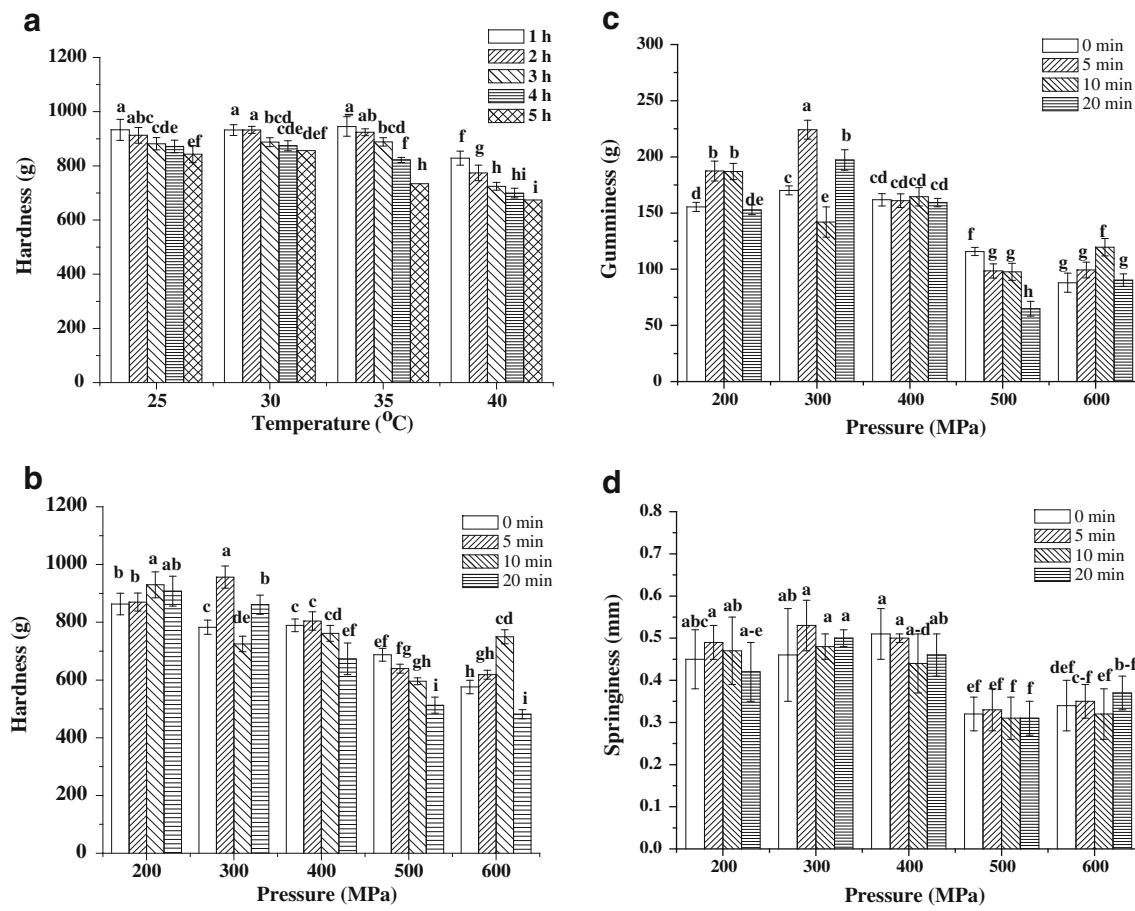 a
1 h
2 h
3 h
4 h
5 h
1200
1000
800
600
400
200
0
Hardness (g)
a abc cde ef
a a bcd cde def
a ab bcd f h
f g h hi i
25 30 35 40
Temperature (°C)
b
0 min
5 min
10 min
20 min
1200
1000
800
600
400
200
0
Hardness (g)
b b a ab
c a de b
c c cd ef
ef fg gh i
h gh cd i
200 300 400 500 600
Pressure (MPa)
c
0 min
5 min
10 min
20 min
300
250
200
150
100
50
0
Gumminess (g)
d b b de
c a e b
cd cd cd cd
f g g h
g g f g
200 300 400 500 600
Pressure (MPa)
d
0 min
5 min
10 min
20 min
0.8
0.7
0.6
0.5
0.4
0.3
0.2
0.1
0.0
Springiness (mm)
abc a ab a-e
ab a a a
a a a-d ab
ef ef f f
def c-f ef b-f
200 300 400 500 600
Pressure (MPa)